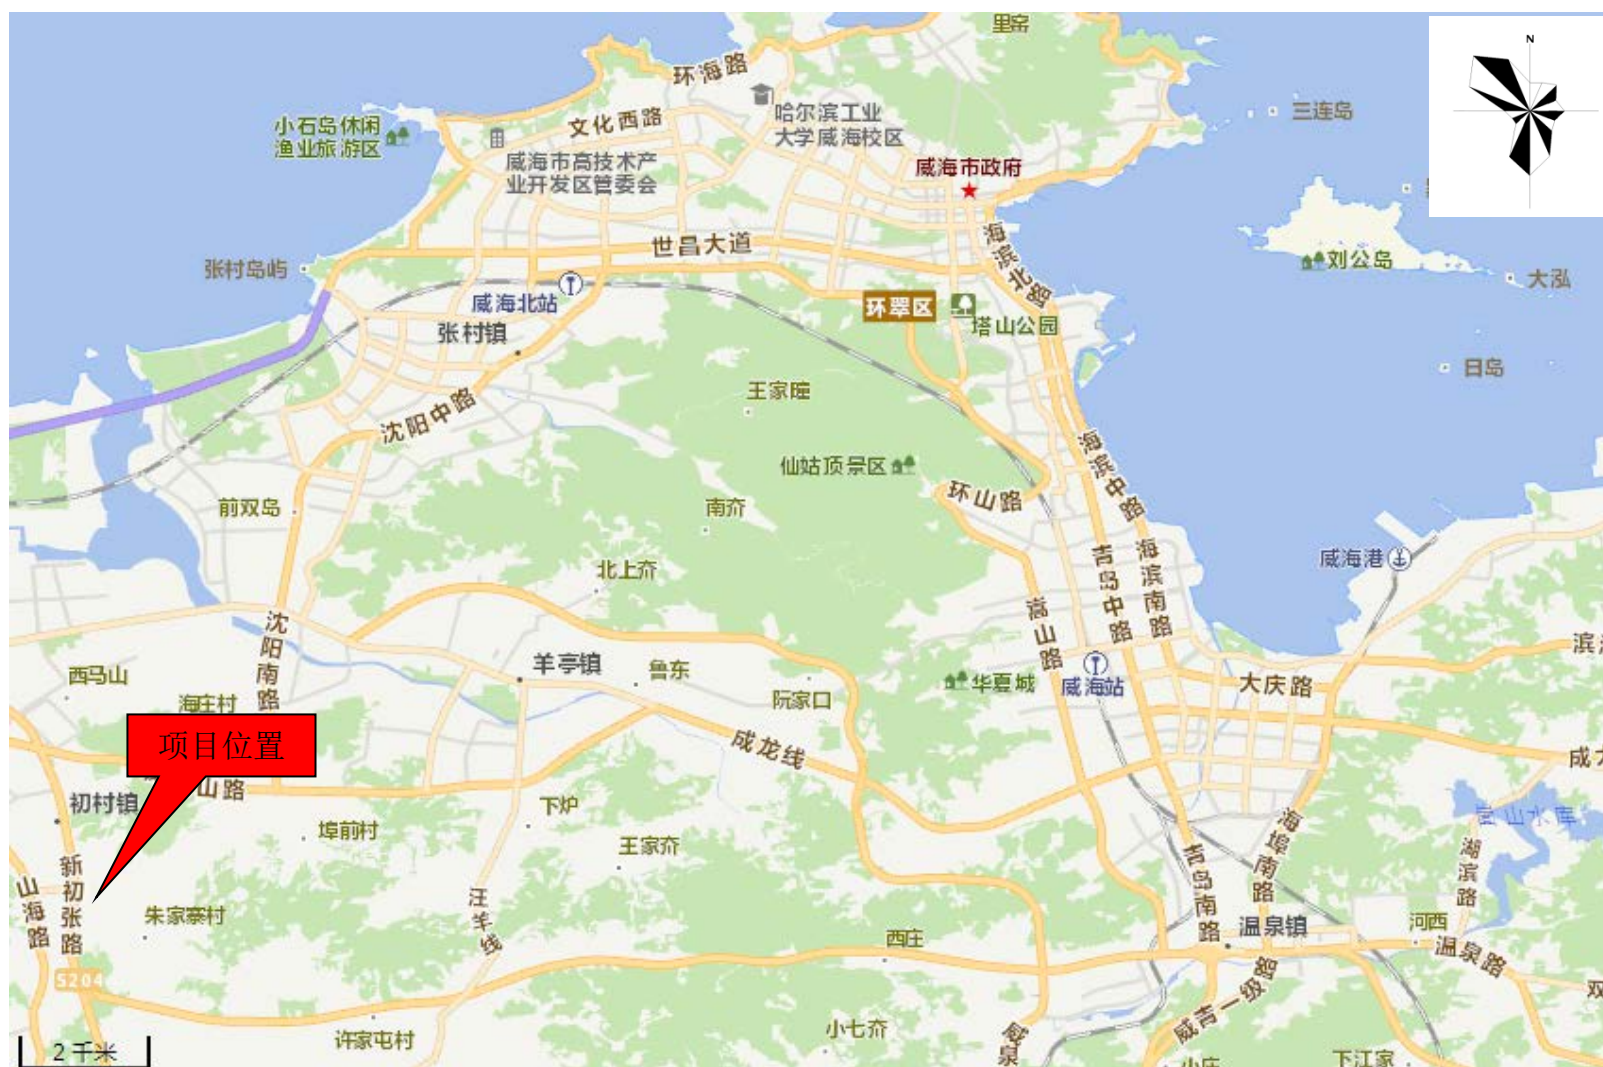 里窑
N
环海路
小石岛休闲
渔业旅游区
文化西路
哈尔滨工业
大学威海校区
三连岛
威海市高技术产
业开发区管委会
威海市政府
海滨北路
世昌大道
刘公岛
张村岛屿
大泓
威海北站
环翠区
塔山公园
张村镇
日岛
王家疃
沈阳中路
海滨中路
仙姑顶景区
环山路
前双岛
南夼
青岛中路
海滨南路
威海港
北上夼
嵩山路
沈阳南路
羊亭镇
鲁东
西马山
华夏城
威海站
大庆路
海庄村
阮家口
项目位置
成龙线
山路
初村镇
下炉
埠前村
王家夼
海埠南路
湖滨路
新初张路
山海路
汪羊线
朱家寨村
西庄
温泉镇
河西
温泉路
S204
双
威青一级路
许家屯村
小七夼
威泉
下江家
2千米